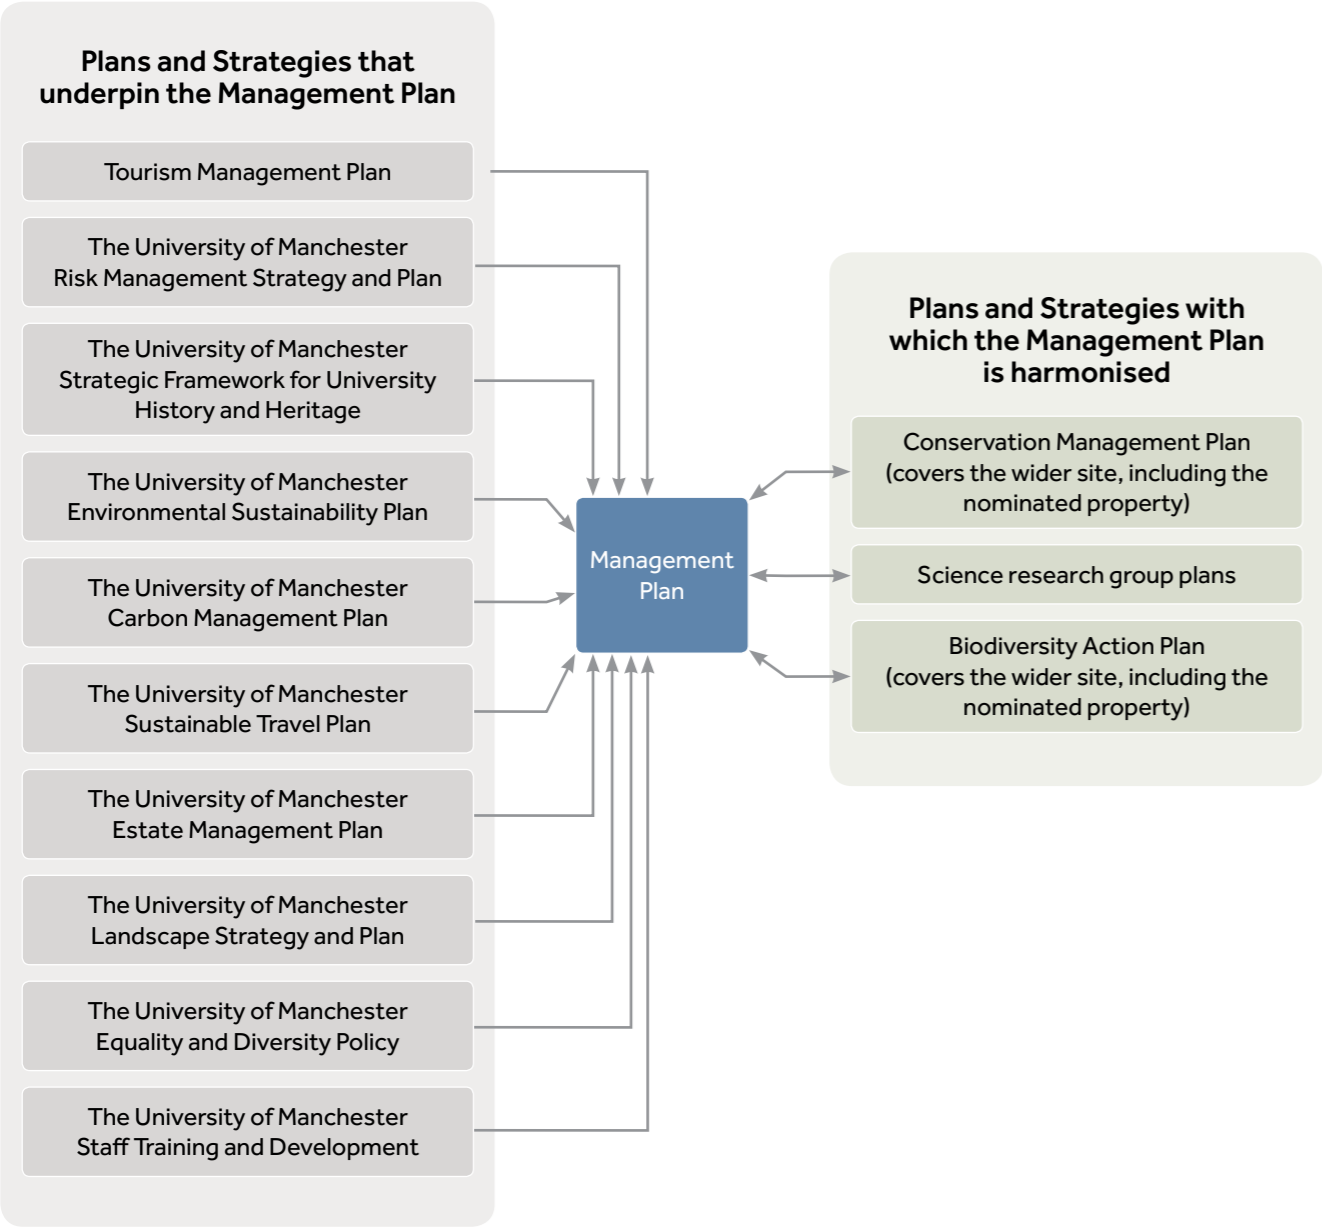 Plans and Strategies that
underpin the Management Plan
Tourism Management Plan
The University of Manchester
Risk Management Strategy and Plan
The University of Manchester
Strategic Framework for University
History and Heritage
The University of Manchester
Environmental Sustainability Plan
The University of Manchester
Carbon Management Plan
The University of Manchester
Sustainable Travel Plan
The University of Manchester
Estate Management Plan
The University of Manchester
Landscape Strategy and Plan
The University of Manchester
Equality and Diversity Policy
The University of Manchester
Staff Training and Development
Management
Plan
Plans and Strategies with
which the Management Plan
is harmonised
Conservation Management Plan
(covers the wider site, including the
nominated property)
Science research group plans
Biodiversity Action Plan
(covers the wider site, including the
nominated property)